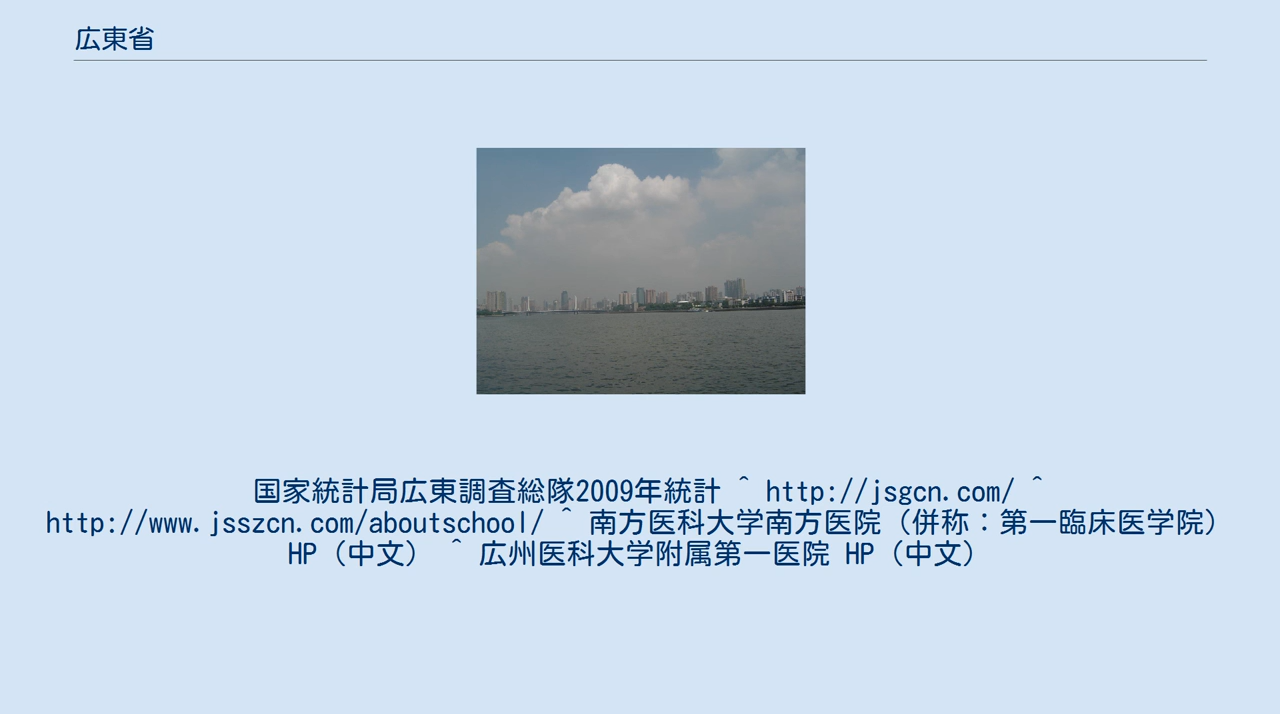 広東省
国家統計局広東調査総隊2009年統計 ^ http://jsgcn.com/ ^
http://www.jsszcn.com/aboutschool/ ^ 南方医科大学南方医院（併称：第一臨床医学院）
HP（中文） ^ 広州医科大学附属第一医院 HP（中文）